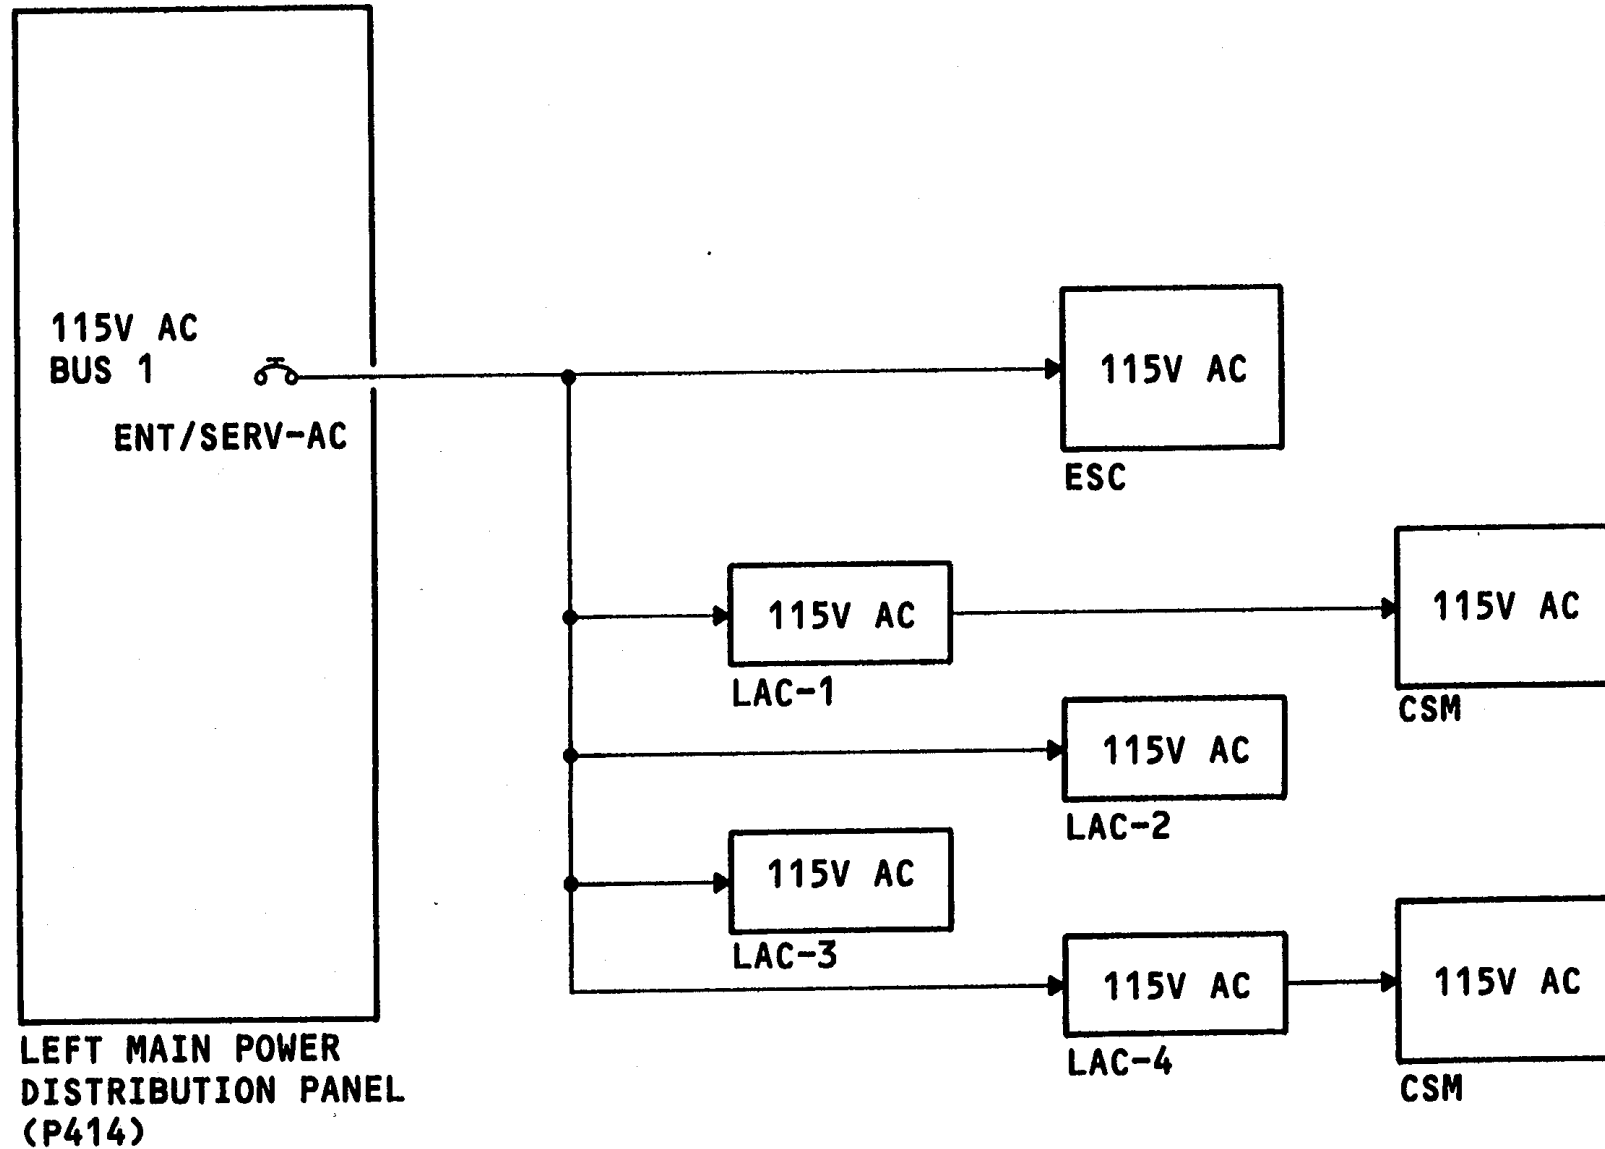 115V AC
BUS 1
ENT/SERV-AC
LEFT MAIN POWER
DISTRIBUTION PANEL
(P414)
115V AC
ESC
115V AC
LAC-1
115V AC
CSM
115V AC
LAC-2
115V AC
LAC-3
115V AC
LAC-4
115V AC
CSM